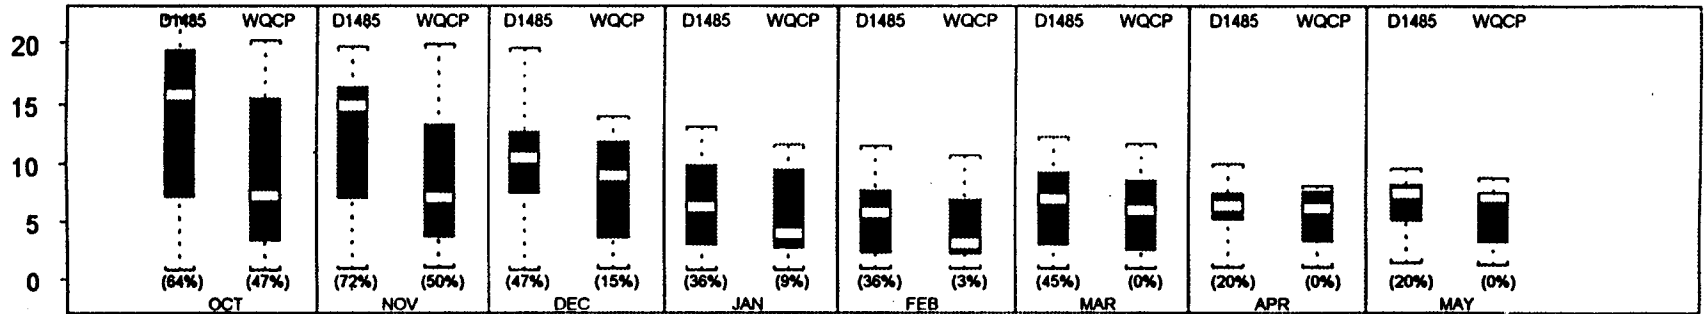 D1485 WQCP D1485 WQCP D1485 WQCP D1485 WQCP D1485 WQCP D1485 WQCP D1485 WQCP D1485 WQCP
20
15
10
5
0
(64%) (47%) (72%) (50%) (47%) (15%) (36%) (9%) (36%) (3%) (45%) (0%) (20%) (0%) (20%) (0%)
OCT NOV DEC JAN FEB MAR APR MAY